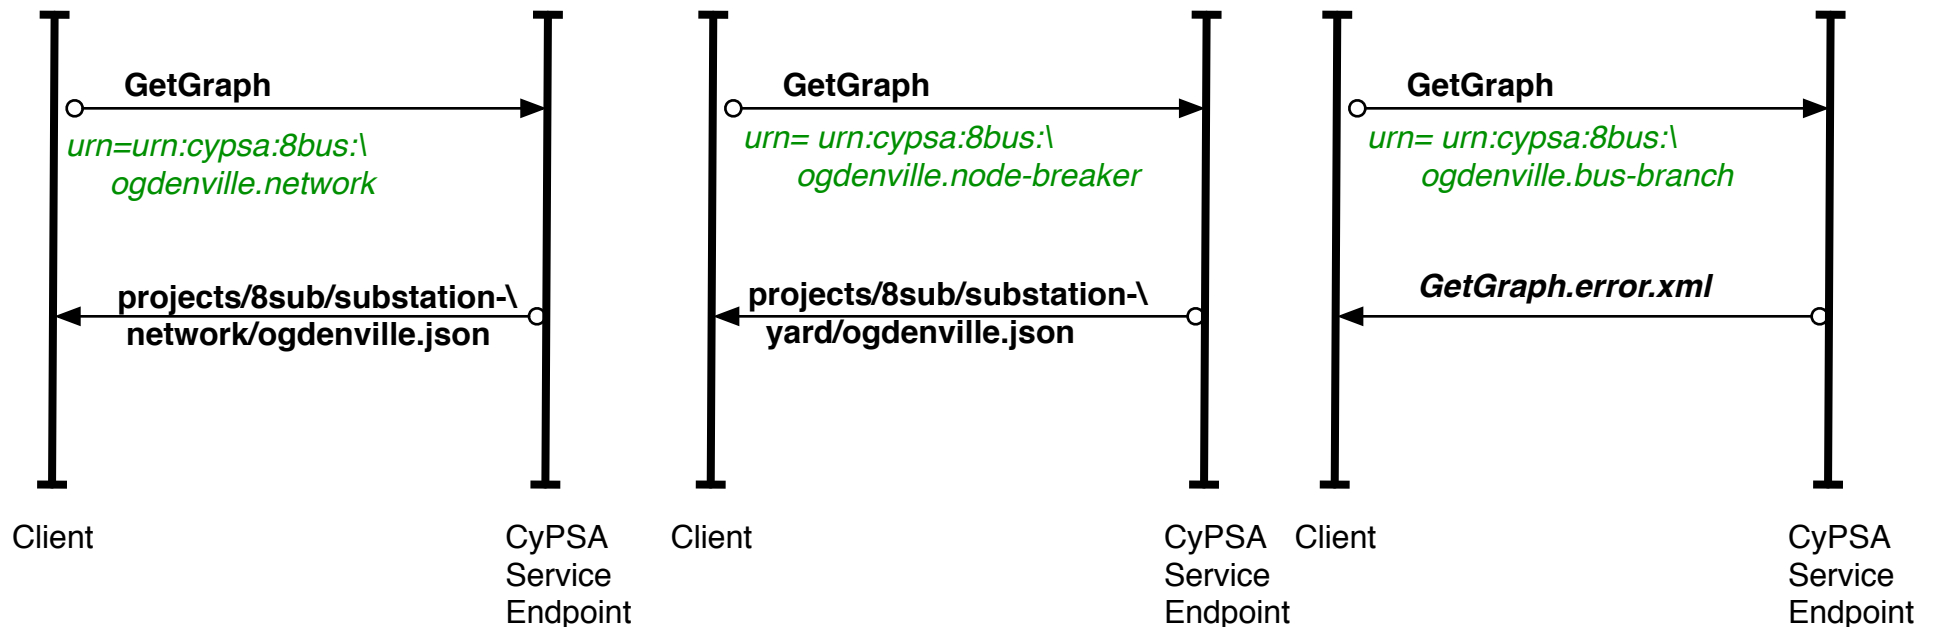 GetGraph
urn=urn:cypsa:8bus:\
ogdenville.network
projects/8sub/substation-\
network/ogdenville.json
Client
CyPSA
Service
Endpoint
GetGraph
urn= urn:cypsa:8bus:\
ogdenville.node-breaker
projects/8sub/substation-\
yard/ogdenville.json
Client
CyPSA
Service
Endpoint
GetGraph
urn= urn:cypsa:8bus:\
ogdenville.bus-branch
GetGraph.error.xml
Client
CyPSA
Service
Endpoint